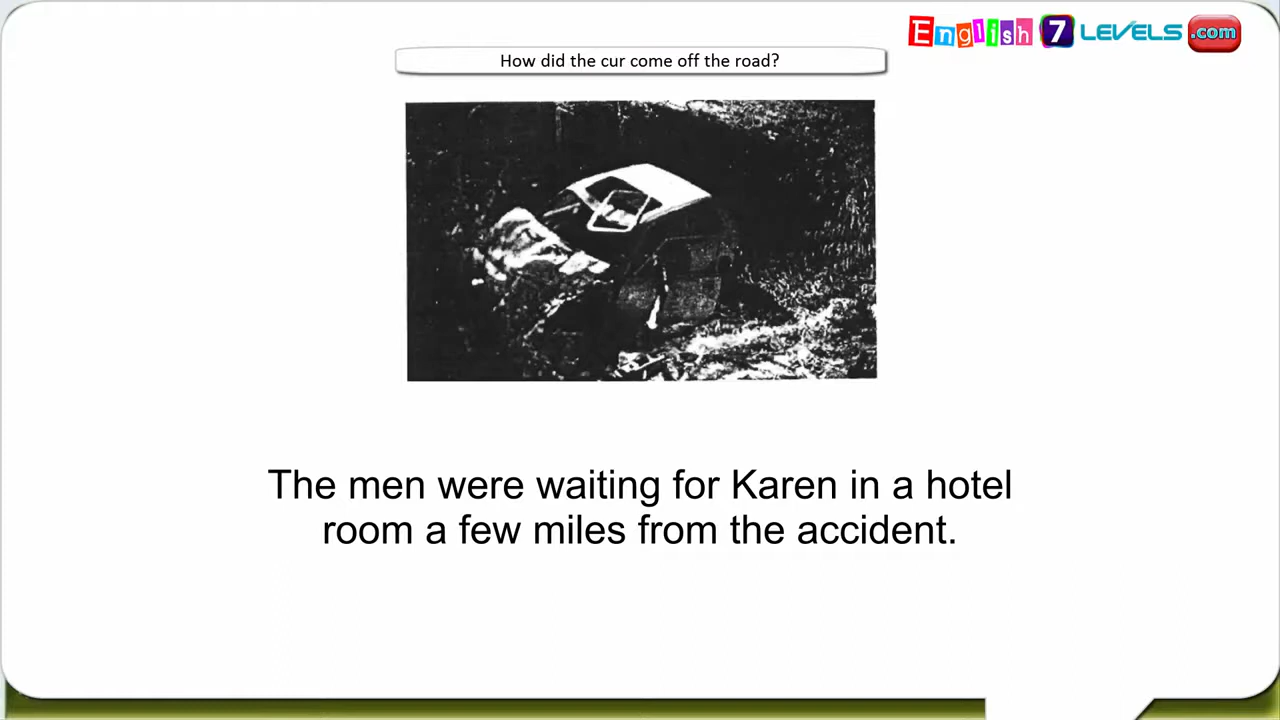 English 7 LEVELS .com
How did the cur come off the road?
The men were waiting for Karen in a hotel
room a few miles from the accident.